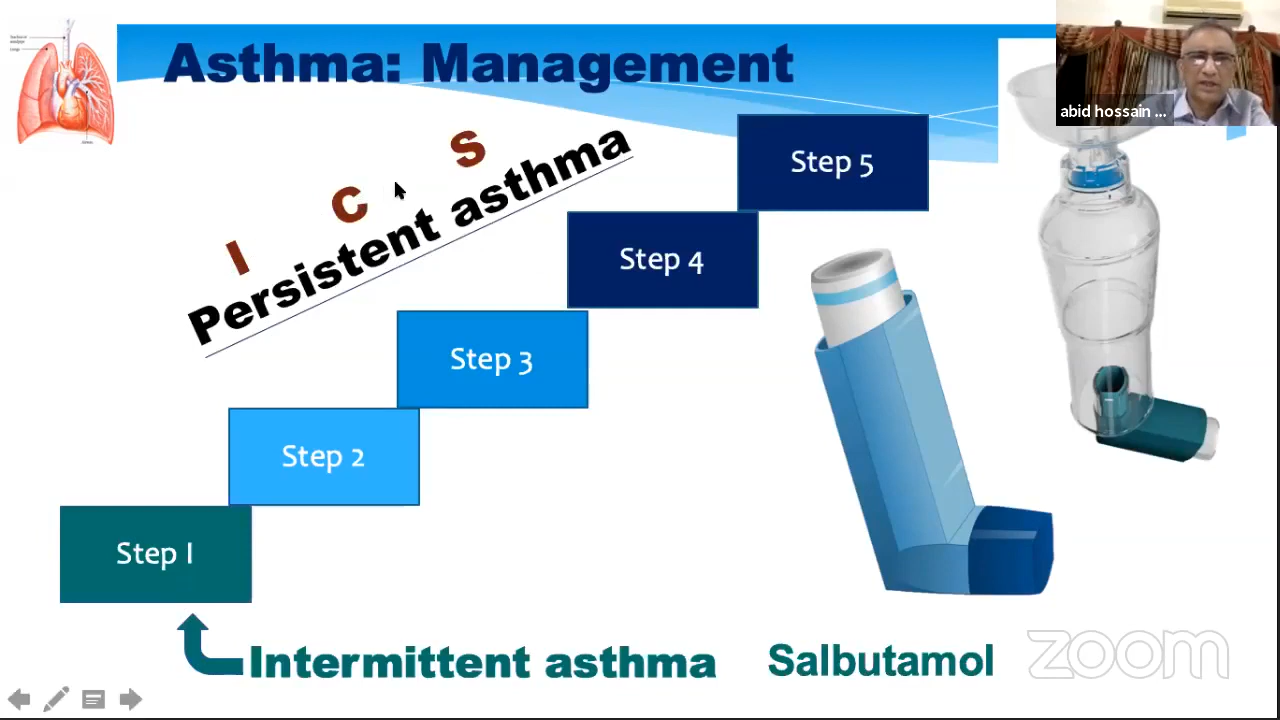 Asthma: Management
abid hossain ...
I C S
Persistent asthma
Step 5
Step 4
Step 3
Step 2
Step 1
Intermittent asthma
Salbutamol
zoom